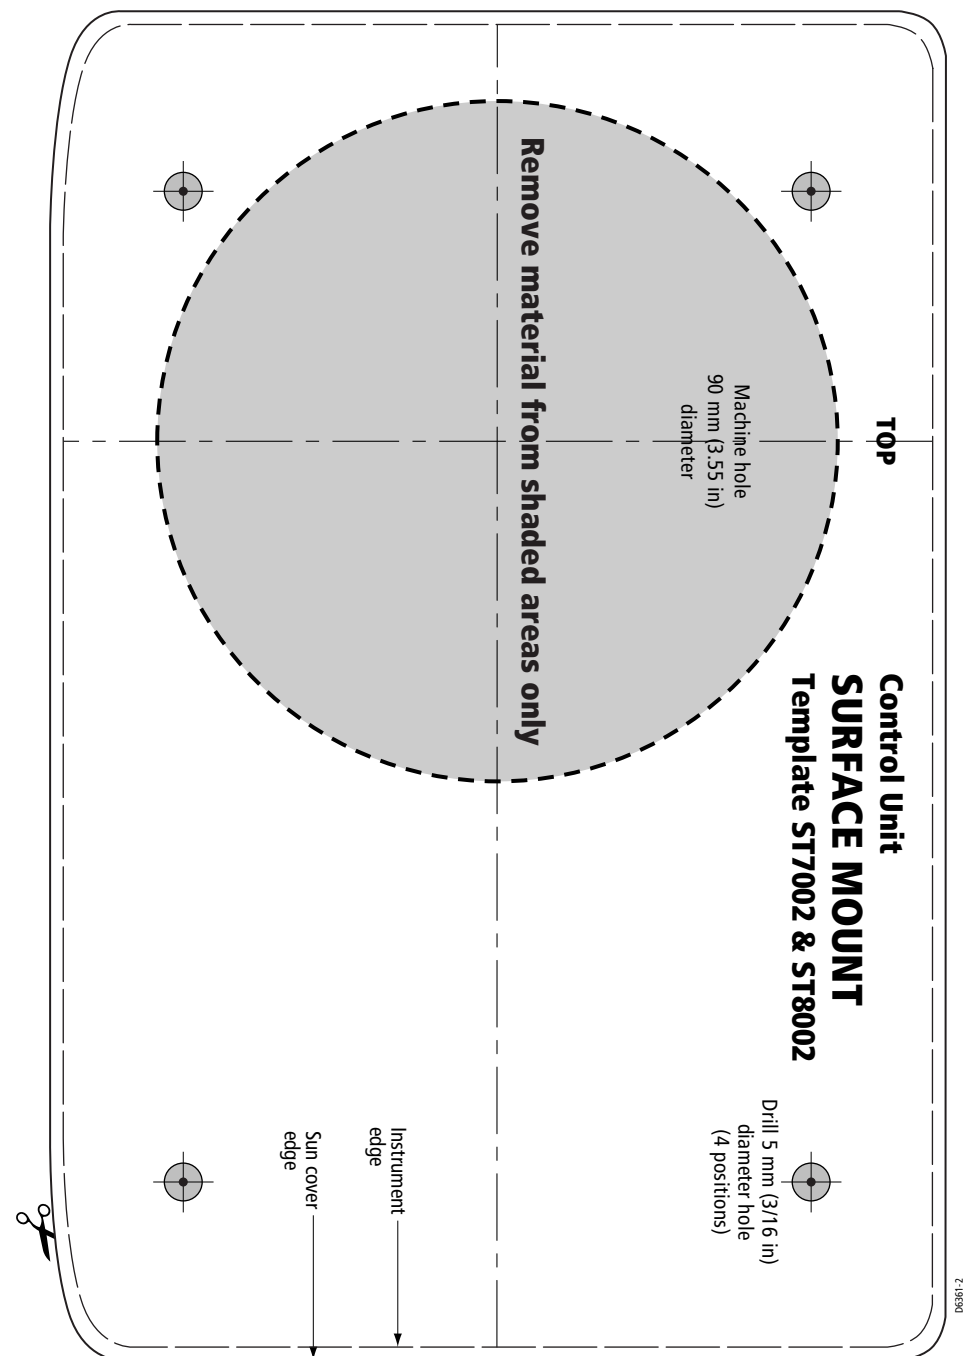 TOP
Control Unit
SURFACE MOUNT
Template ST7002 & ST8002
Machine hole
90 mm (3.55 in)
diameter
Drill 5 mm (3/16 in)
diameter hole
(4 positions)
Remove material from shaded areas only
Instrument
edge
Sun cover
edge
D6361-2